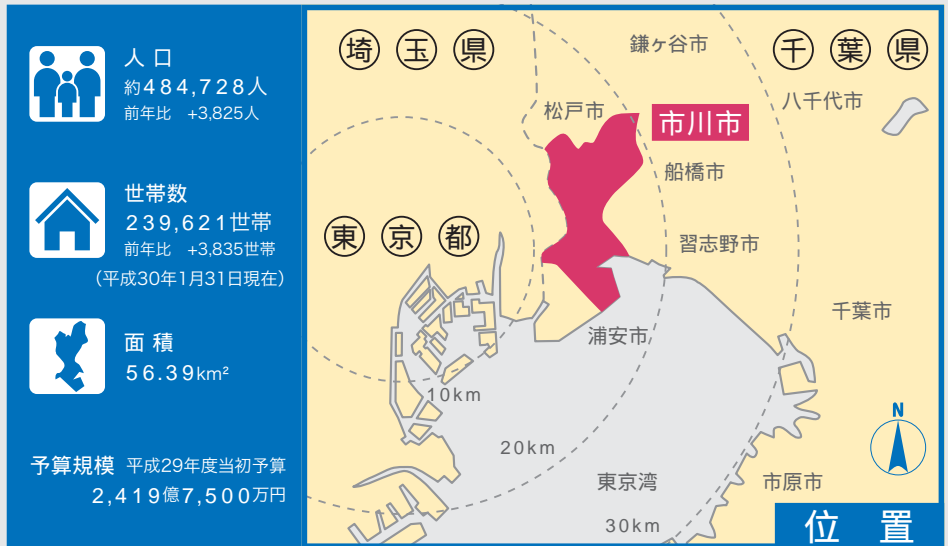 人口
約484,728人
前年比 +3,825人
世帯数
239,621世帯
前年比 +3,835世帯
（平成30年1月31日現在）
面積
56.39km²
予算規模 平成29年度当初予算
2,419億7,500万円
埼玉県
鎌ヶ谷市
千葉県
八千代市
松戸市
市川市
船橋市
東京都
習志野市
千葉市
浦安市
10km
20km
東京湾
市原市
30km
N
位置